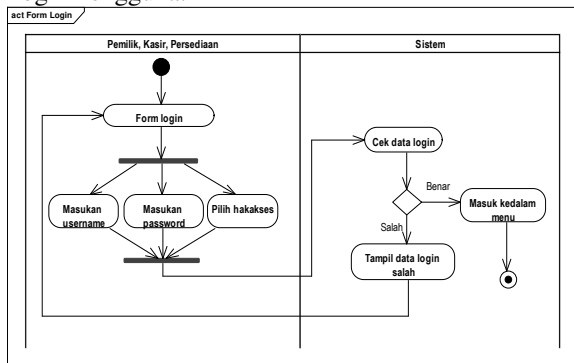 act Form Login
Pemilik, Kasir, Persediaan
Sistem
Form login
Cek data login
Masukan
username
Masukan
password
Pilih hakakses
Benar
Masuk kedalam
menu
Salah
Tampil data login
salah